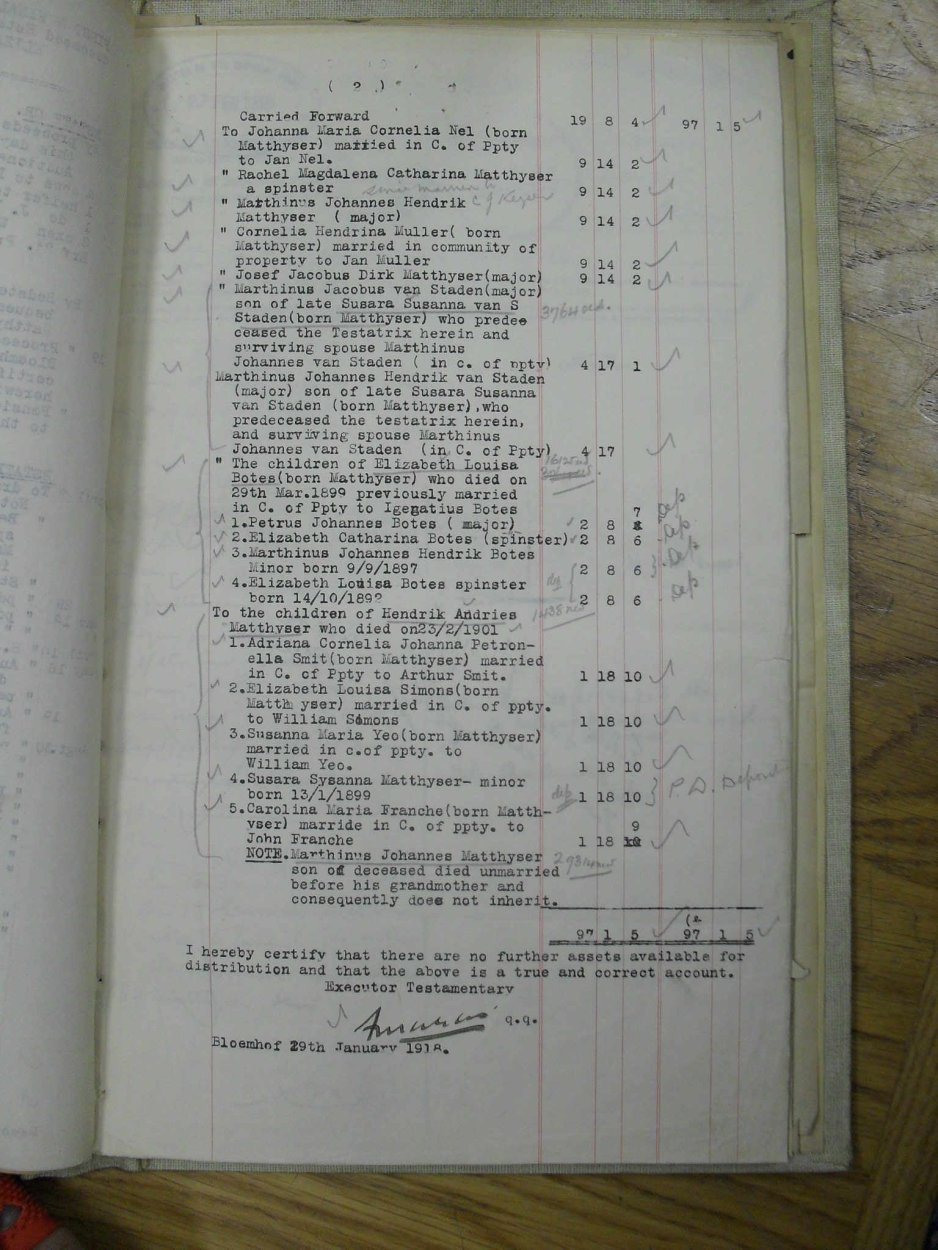 ( 2 )
Carried Forward 19 8 4 97 1 5
To Johanna Maria Cornelia Nel (born
Matthyser) married in C. of Ppty
to Jan Nel. 9 14 2
" Rachel Magdalena Catharina Matthyser
a spinster since married to 9 14 2
" Marthinus Johannes Hendrik
Matthyser ( major) 9 14 2
" Cornelia Hendrina Muller( born
Matthyser) married in community of
property to Jan Muller 9 14 2
" Josef Jacobus Dirk Matthyser(major) 9 14 2
" Marthinus Jacobus van Staden(major)
son of late Susara Susanna van S
Staden(born Matthyser) who predee
ceased the Testatrix herein and
surviving spouse Marthinus
Johannes van Staden ( in c. of ppty) 4 17 1
Marthinus Johannes Hendrik van Staden
(major) son of late Susara Susanna
van Staden (born Matthyser),who
predeceased the testatrix herein,
and surviving spouse Marthinus
Johannes van Staden (in C. of Ppty) 4 17
" The children of Elizabeth Louisa
Botes(born Matthyser) who died on
29th Mar.1899 previously married
in C. of Ppty to Igenatius Botes 7
1.Petrus Johannes Botes ( major) 2 8
2.Elizabeth Catharina Botes (spinster) 2 8 6
3.Marthinus Johannes Hendrik Botes
Minor born 9/9/1897 2 8 6
4.Elizabeth Louisa Botes spinster
born 14/10/1892 2 8 6
To the children of Hendrik Andries
Matthyser who died on23/2/1901
1.Adriana Cornelia Johanna Petron-
ella Smit(born Matthyser) married
in C. of Ppty to Arthur Smit. 1 18 10
2.Elizabeth Louisa Simons(born
Matth yser) married in C. of ppty.
to William Simons 1 18 10
3.Susanna Maria Yeo(born Matthyser)
married in c.of ppty. to
William Yeo. 1 18 10
4.Susara Sysanna Matthyser- minor
born 13/1/1899 dep 1 18 10 P.D. Deposit
5.Carolina Maria Franche(born Matth-
yser) marride in C. of ppty. to 9
John Franche 1 18
NOTE.Marthinus Johannes Matthyser
son of deceased died unmarried
before his grandmother and
consequently does not inherit.
97 1 5 97 1 5
I hereby certify that there are no further assets available for
distribution and that the above is a true and correct account.
Executor Testamentary
q.q.
Bloemhof 29th January 1918.